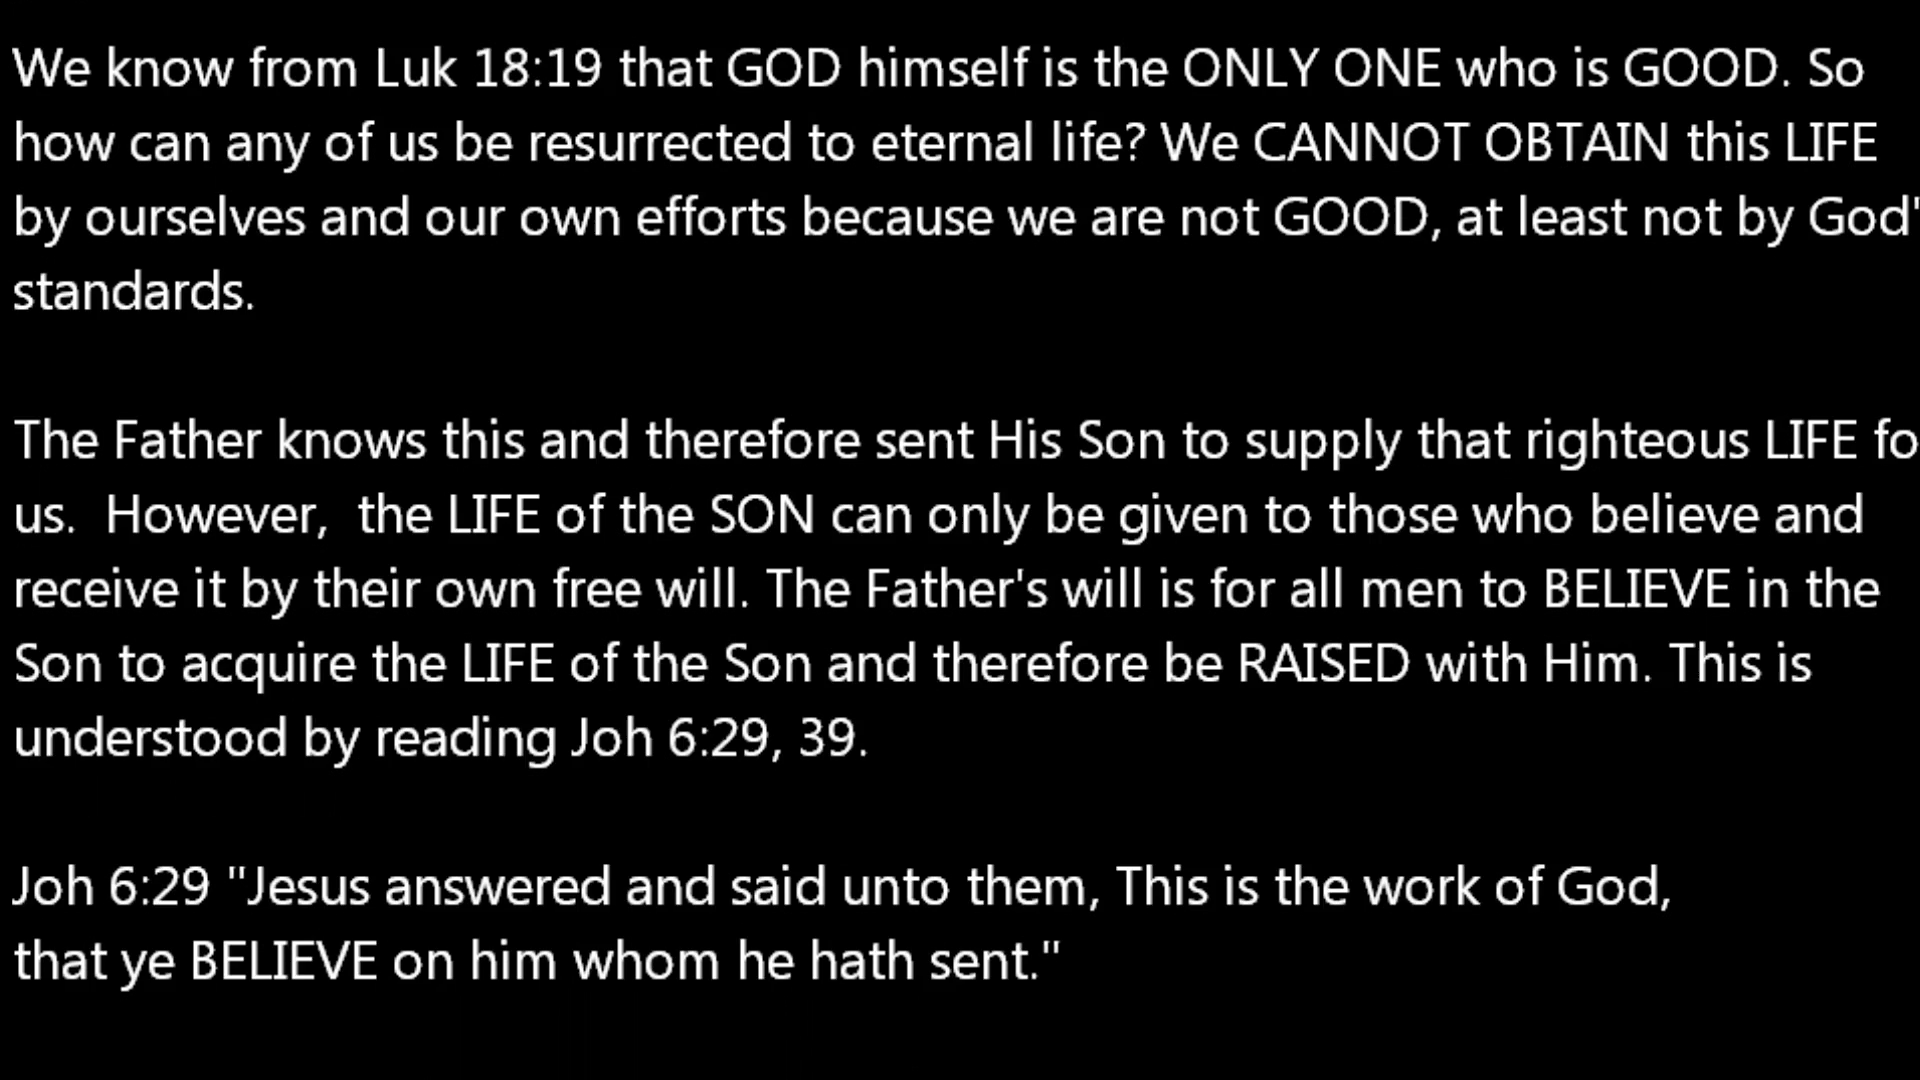 We know from Luk 18:19 that GOD himself is the ONLY ONE who is GOOD. So
how can any of us be resurrected to eternal life? We CANNOT OBTAIN this LIFE
by ourselves and our own efforts because we are not GOOD, at least not by God'
standards.
The Father knows this and therefore sent His Son to supply that righteous LIFE fo
us.  However,  the LIFE of the SON can only be given to those who believe and
receive it by their own free will. The Father's will is for all men to BELIEVE in the
Son to acquire the LIFE of the Son and therefore be RAISED with Him. This is
understood by reading Joh 6:29, 39.
Joh 6:29 "Jesus answered and said unto them, This is the work of God,
that ye BELIEVE on him whom he hath sent."